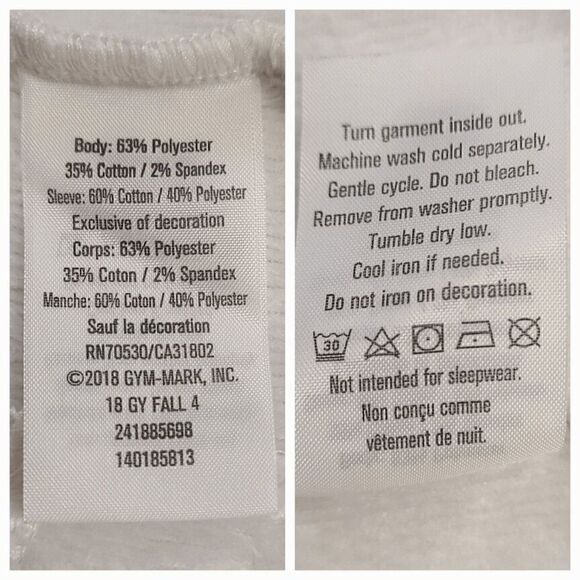 Body: 63% Polyester
35% Cotton / 2% Spandex
Sleeve: 60% Cotton / 40% Polyester
Exclusive of decoration
Corps: 63% Polyester
35% Coton / 2% Spandex
Manche: 60% Coton / 40% Polyester
Sauf la décoration
RN70530/CA31802
©2018 GYM-MARK, INC.
18 GY FALL 4
241885698
140185813
Turn garment inside out.
Machine wash cold separately.
Gentle cycle. Do not bleach.
Remove from washer promptly.
Tumble dry low.
Cool iron if needed.
Do not iron on decoration.
30
Not intended for sleepwear.
Non conçu comme
vêtement de nuit.